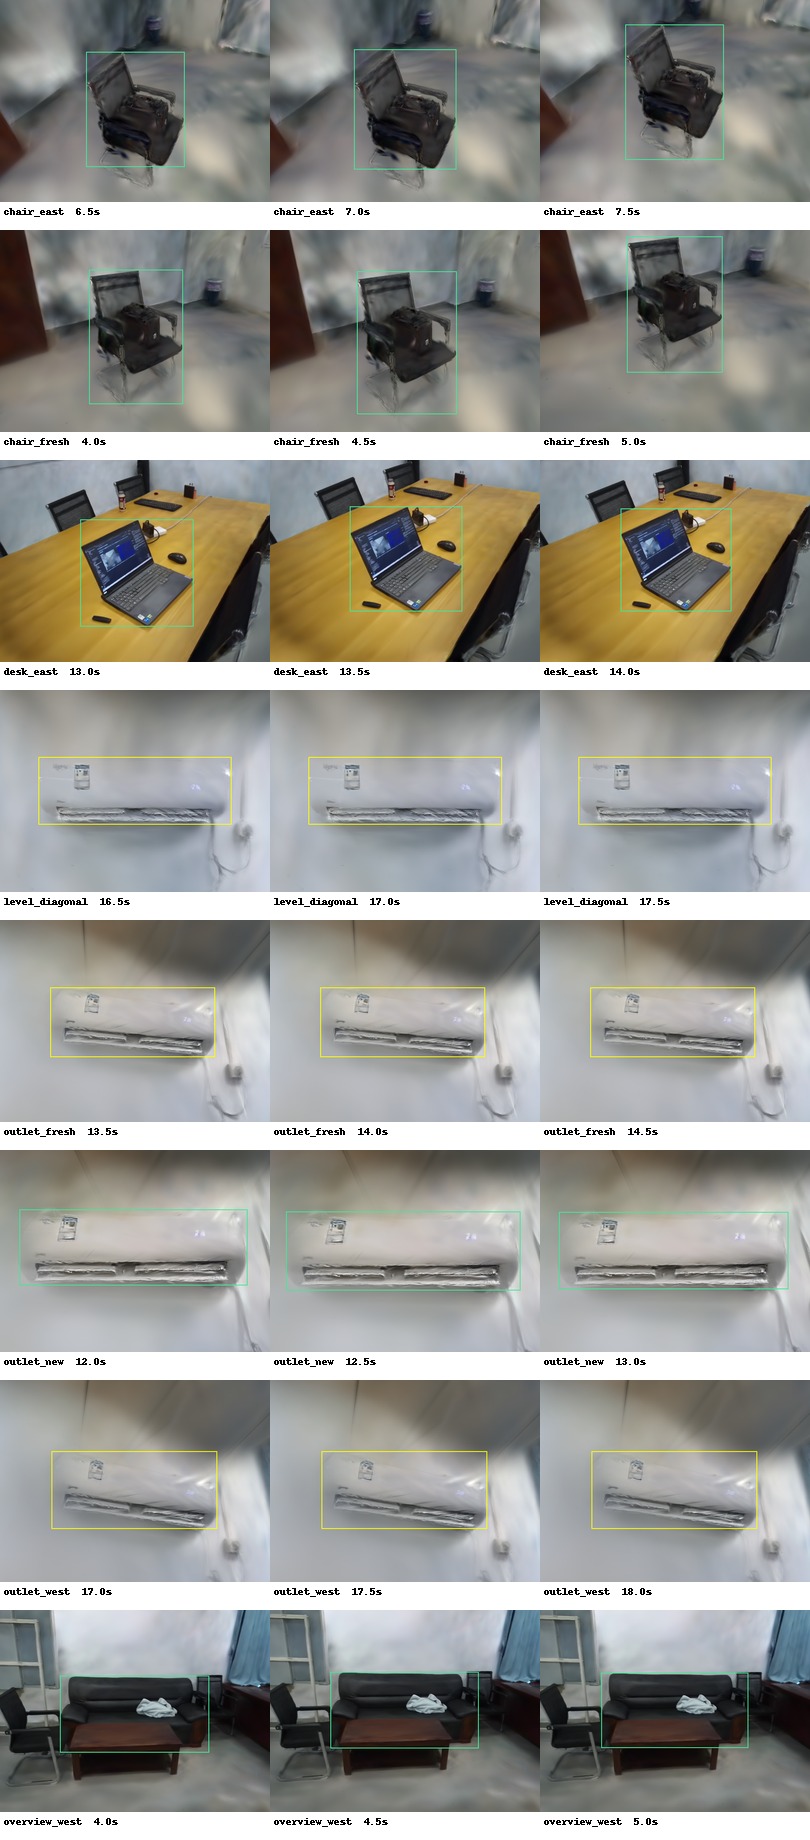 chair_east 6.5s
chair_east 7.0s
chair_east 7.5s
chair_fresh 4.0s
chair_fresh 4.5s
chair_fresh 5.0s
desk_east 13.0s
desk_east 13.5s
desk_east 14.0s
level_diagonal 16.5s
level_diagonal 17.0s
level_diagonal 17.5s
outlet_fresh 13.5s
outlet_fresh 14.0s
outlet_fresh 14.5s
outlet_new 12.0s
outlet_new 12.5s
outlet_new 13.0s
outlet_west 17.0s
outlet_west 17.5s
outlet_west 18.0s
overview_west 4.0s
overview_west 4.5s
overview_west 5.0s